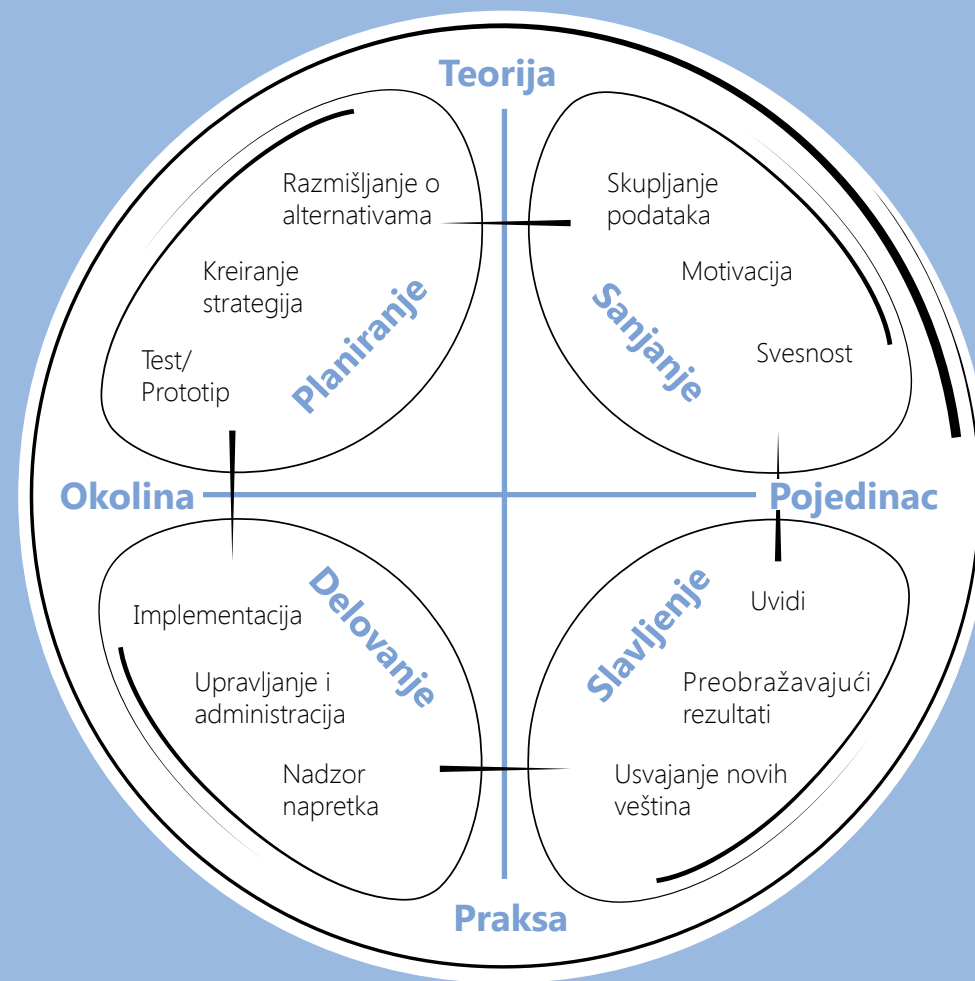 Teorija
Razmišljanje o
alternativama
Kreiranje
strategija
Test/
Prototip
Planiranje
Skupljanje
podataka
Motivacija
Svesnost
Sanjanje
Okolina
Pojedinac
Delovanje
Implementacija
Upravljanje i
administracija
Nadzor
napretka
Slavljenje
Uvidi
Preobražavajući
rezultati
Usvajanje novih
veština
Praksa